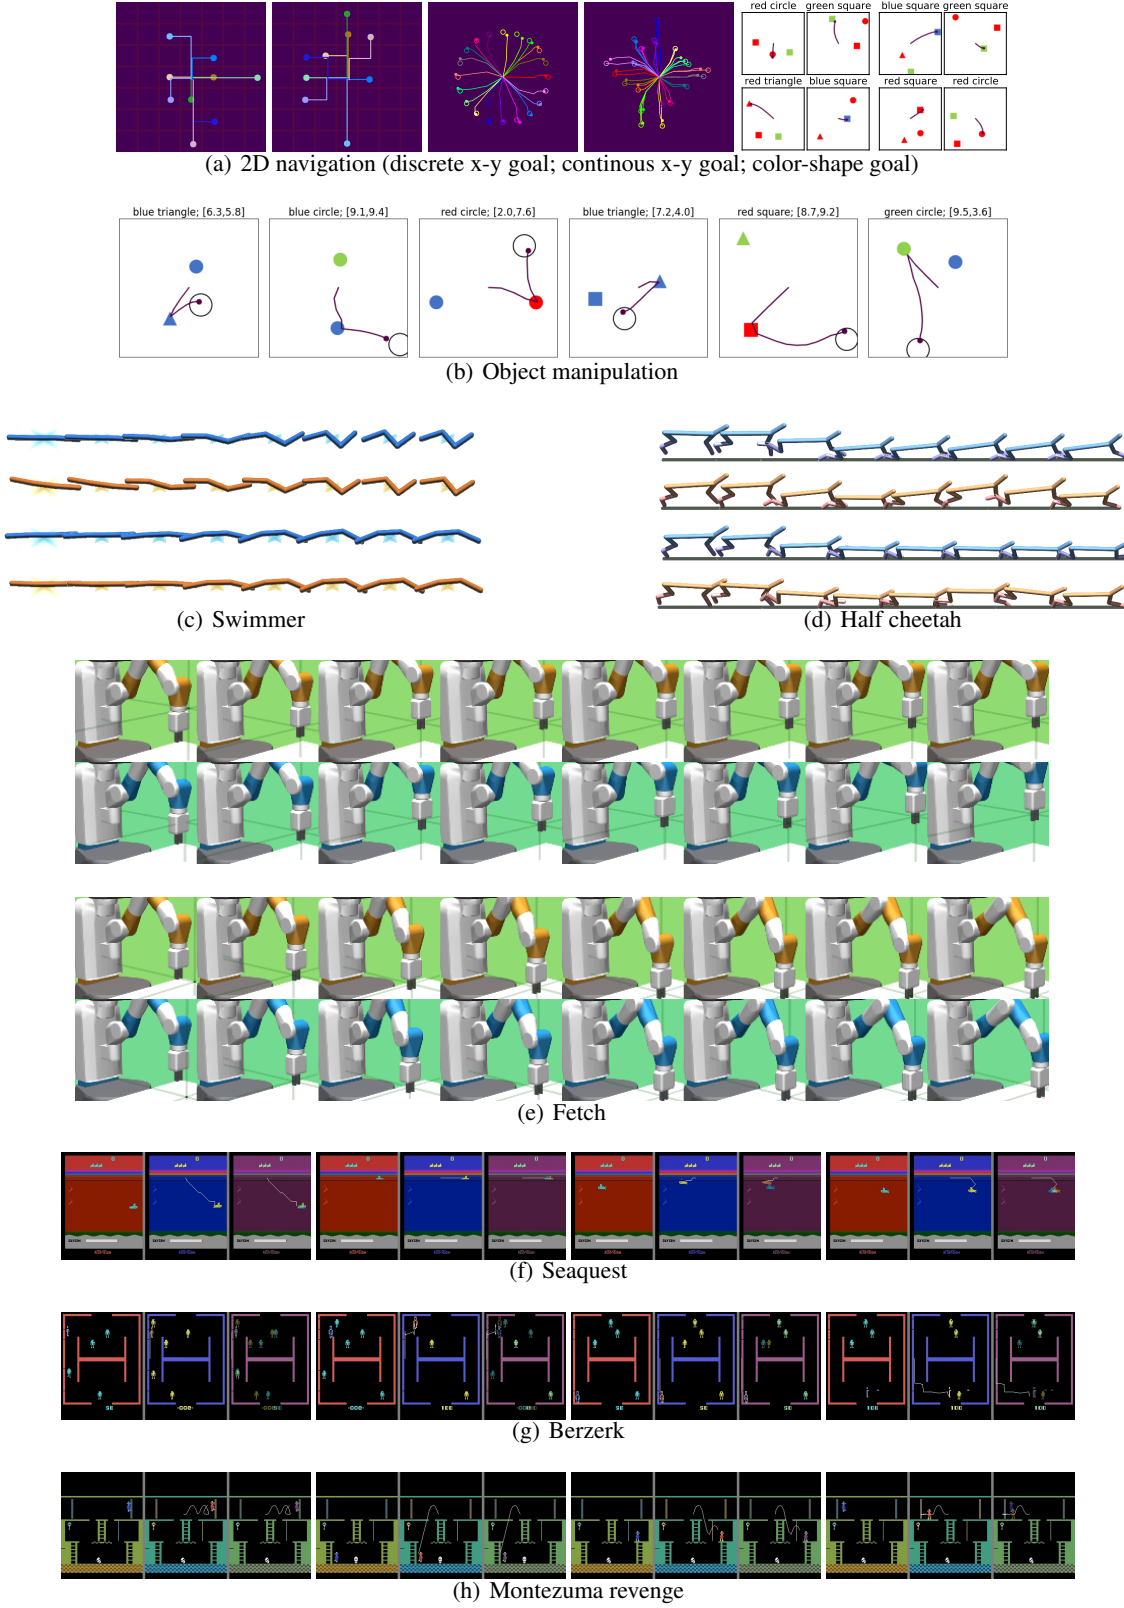 red circle green square blue square green square
red triangle blue square red square red circle
(a) 2D navigation (discrete x-y goal; continous x-y goal; color-shape goal)
blue triangle; [6.3,5.8] blue circle; [9.1,9.4] red circle; [2.0,7.6] blue triangle; [7.2,4.0] red square; [8.7,9.2] green circle; [9.5,3.6]
(b) Object manipulation
(c) Swimmer
(d) Half cheetah
(e) Fetch
(f) Seaquest
(g) Berzerk
(h) Montezuma revenge